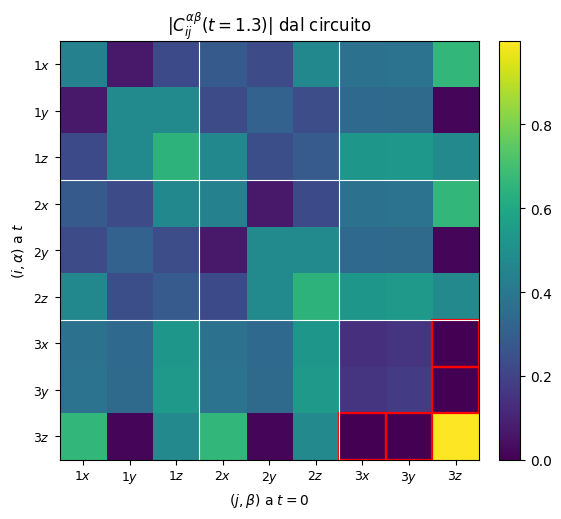 |C_{ij}^{αβ}(t = 1.3)| dal circuito
1x
1y
1z
2x
2y
2z
3x
3y
3z
(i, α) a t
1x 1y 1z 2x 2y 2z 3x 3y 3z
(j, β) a t = 0
0.8
0.6
0.4
0.2
0.0